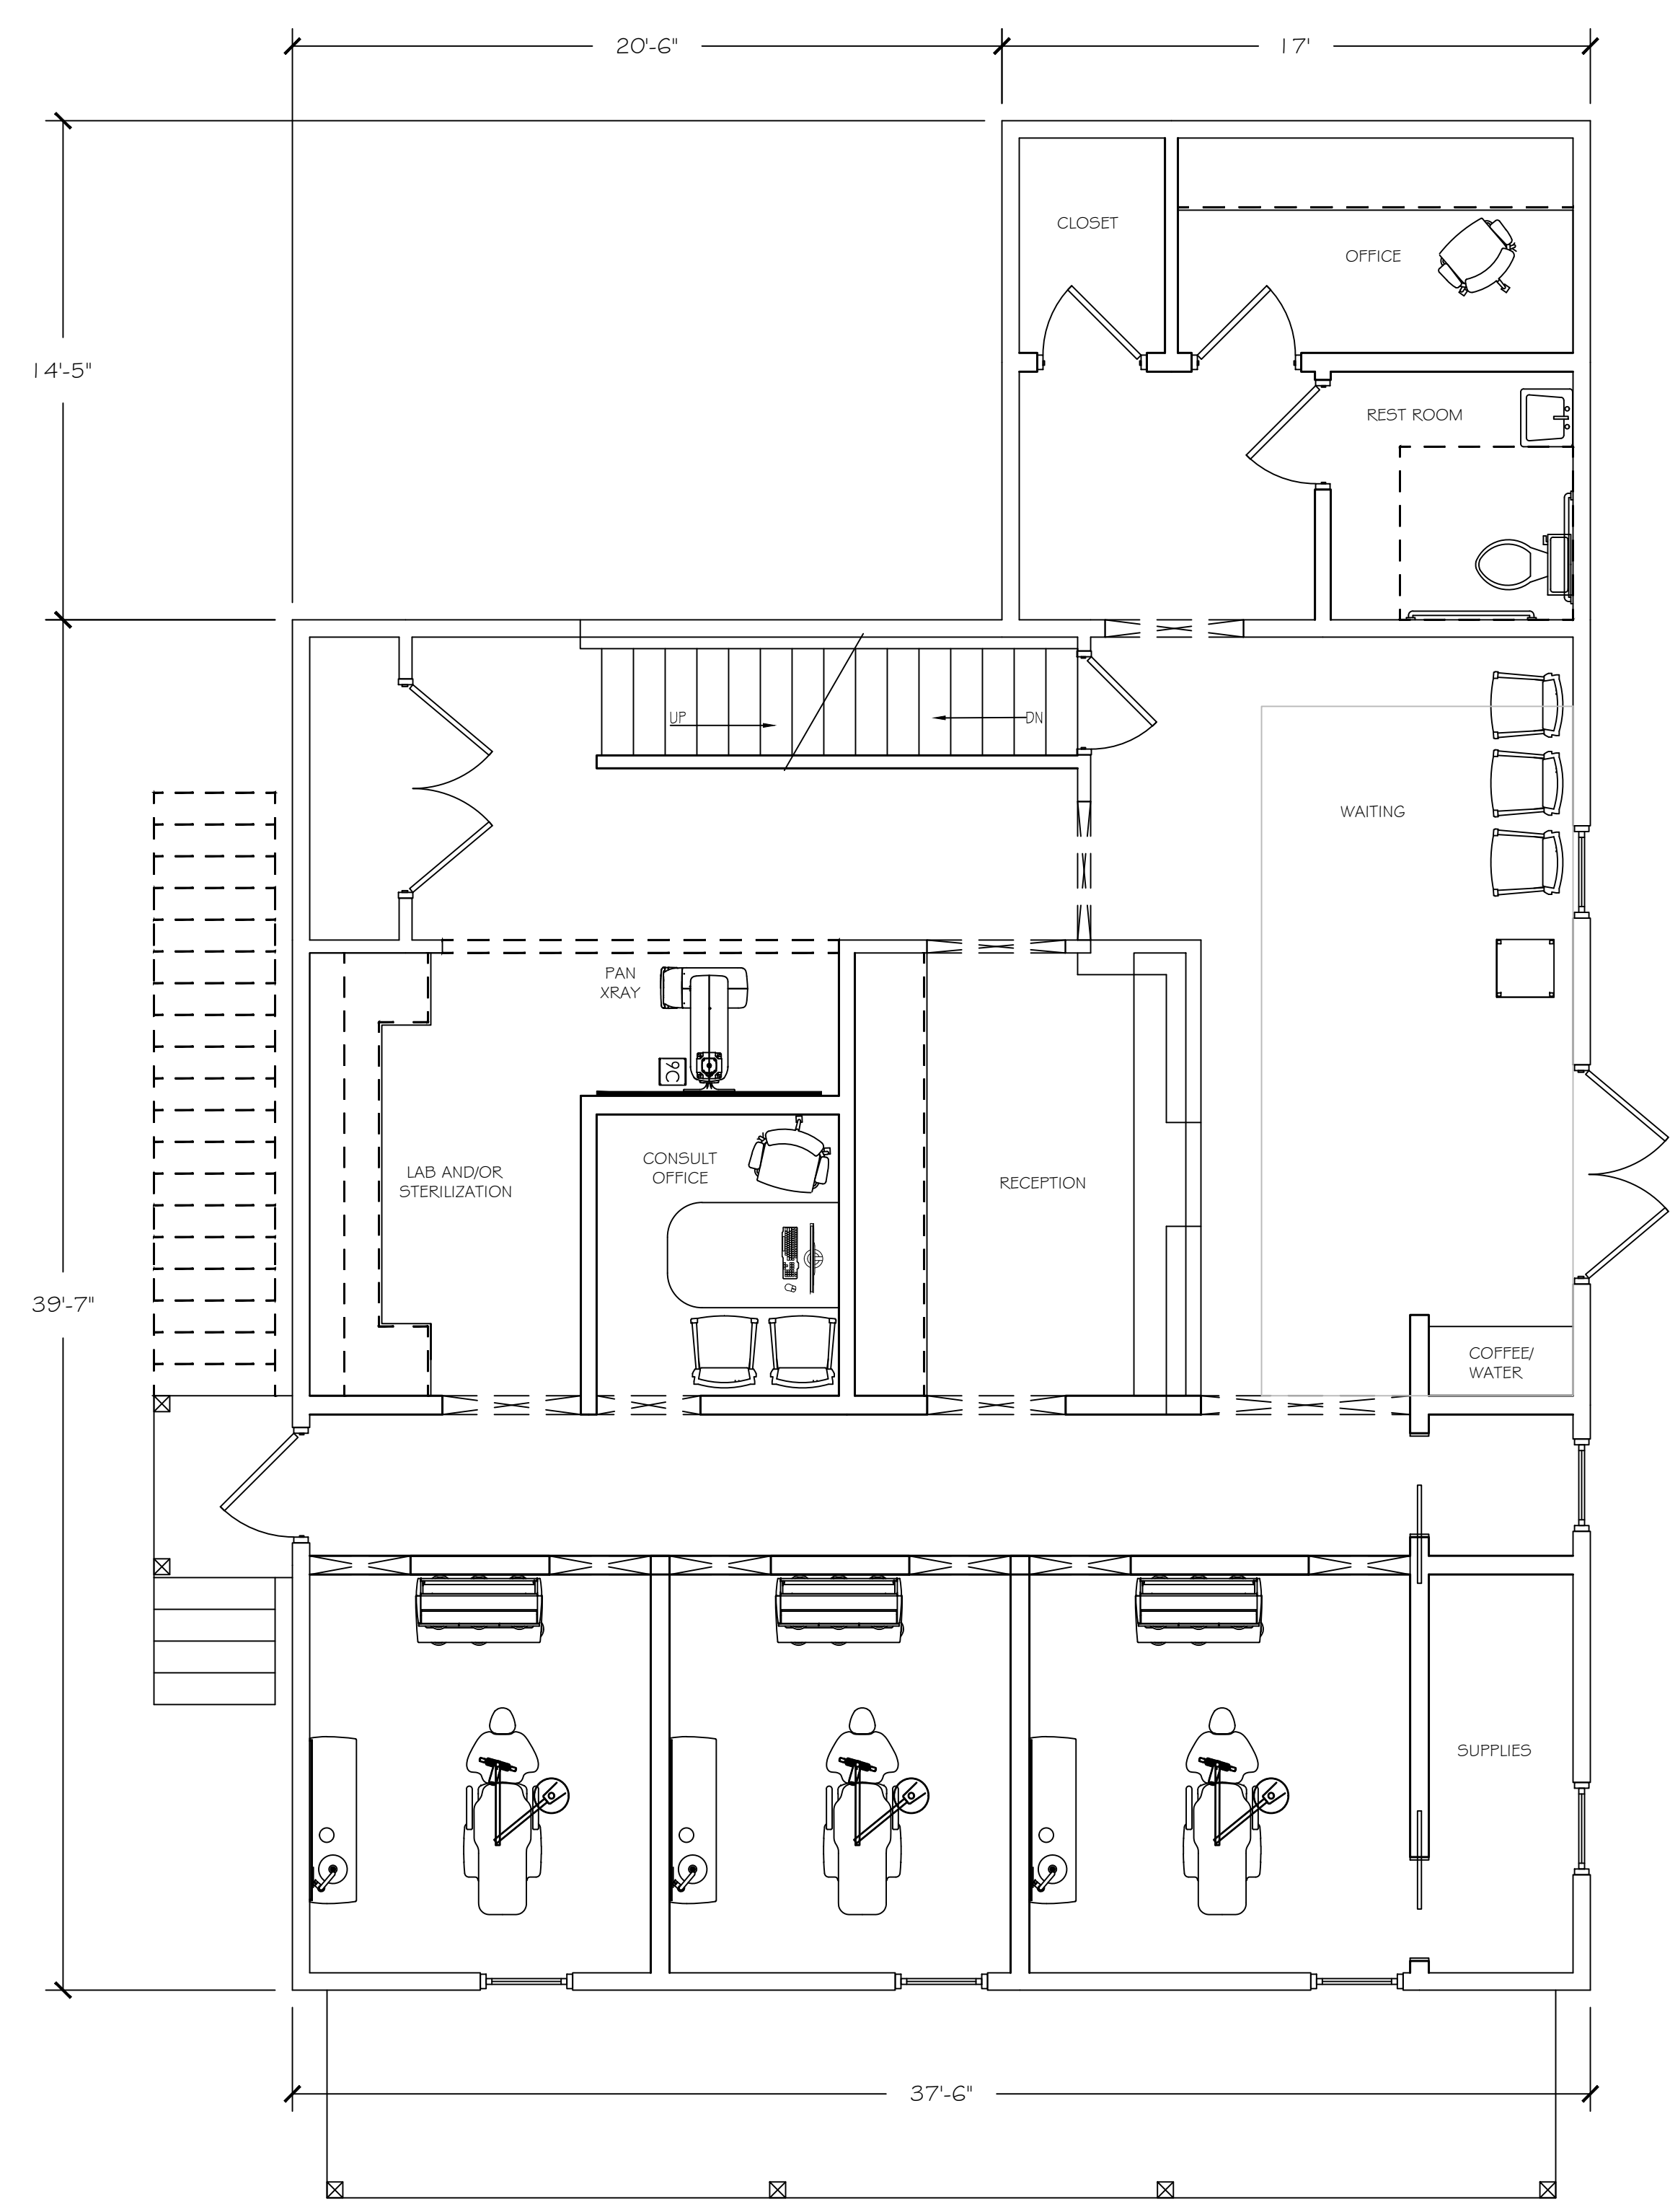 20'-6"
17'
CLOSET
OFFICE
14'-5"
REST ROOM
UP
DN
WAITING
PAN
XRAY
9C
CONSULT
OFFICE
LAB AND/OR
STERILIZATION
RECEPTION
39'-7"
COFFEE/
WATER
SUPPLIES
37'-6"